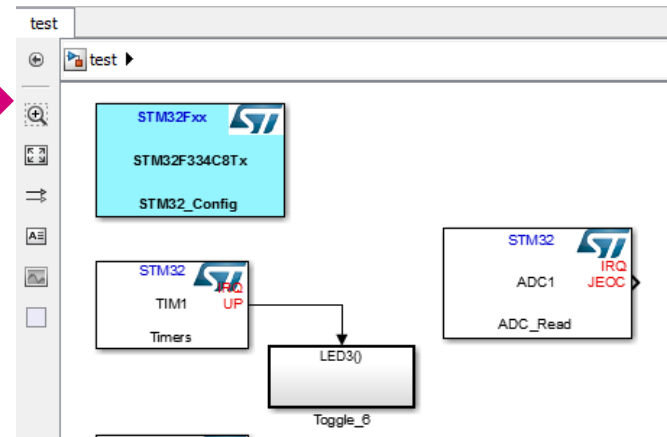 test
test
STM32Fxx
STM32F334C8Tx
STM32_Config
STM32
IRQ
TIM1
UP
Timers
LED3()
Toggle_6
STM32
IRQ
ADC1
JEOC
ADC_Read